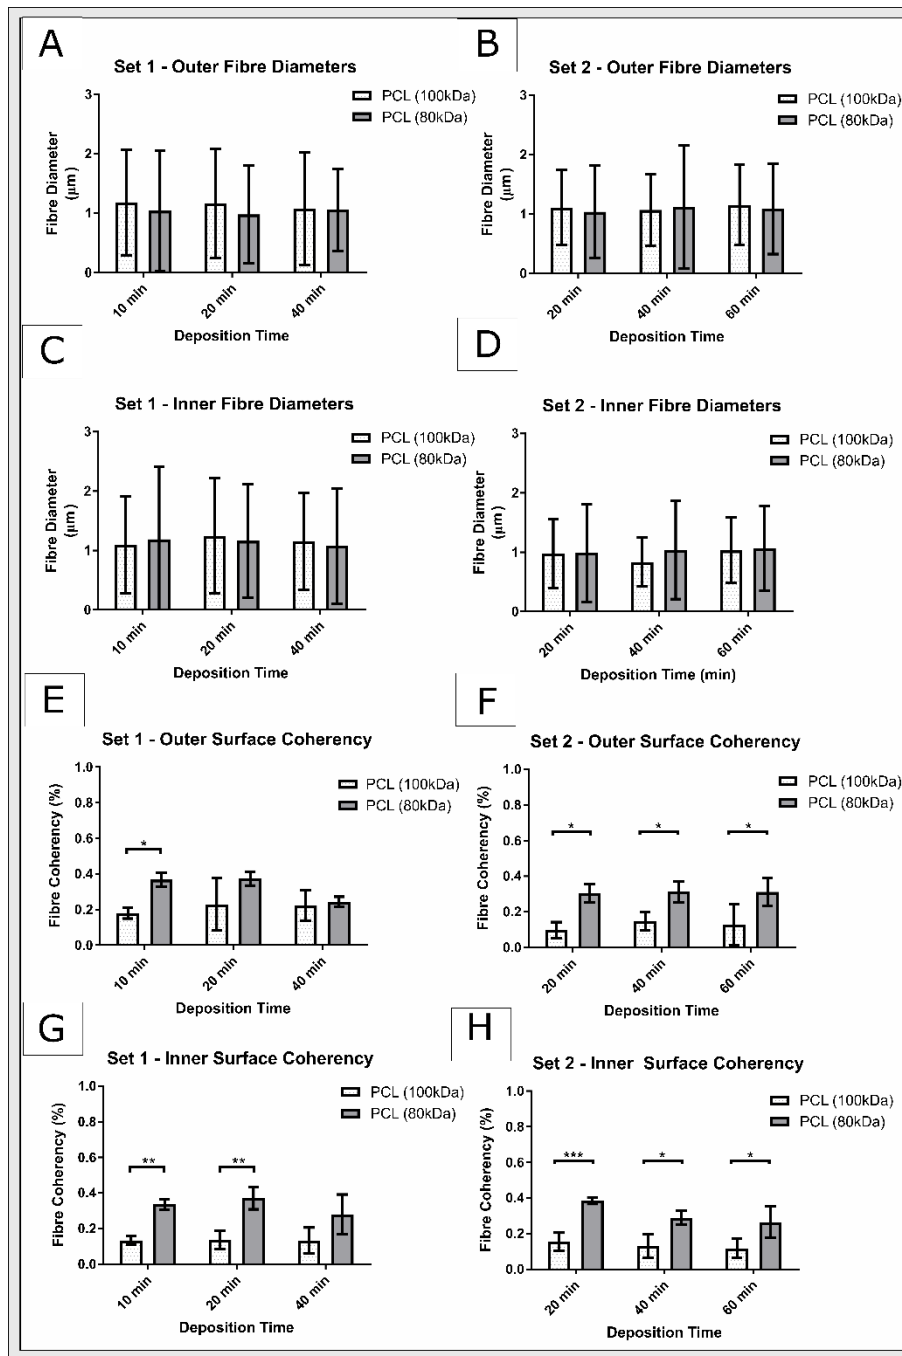 A
Set 1 - Outer Fibre Diameters
PCL (100kDa)
PCL (80kDa)
Fibre Diameter
(µm)
3
2
1
0
10 min
20 min
40 min
Deposition Time
B
Set 2 - Outer Fibre Diameters
PCL (100kDa)
PCL (80kDa)
Fibre Diameter
(µm)
3
2
1
0
20 min
40 min
60 min
Deposition Time
C
Set 1 - Inner Fibre Diameters
PCL (100kDa)
PCL (80kDa)
Fibre Diameter
(µm)
3
2
1
0
10 min
20 min
40 min
Deposition Time
D
Set 2 - Inner Fibre Diameters
PCL (100kDa)
PCL (80kDa)
Fibre Diameter
(µm)
3
2
1
0
20 min
40 min
60 min
Deposition Time (min)
E
Set 1 - Outer Surface Coherency
PCL (100kDa)
PCL (80kDa)
Fibre Coherency (%)
1.0
0.8
0.6
0.4
0.2
0.0
*
10 min
20 min
40 min
Deposition Time
F
Set 2 - Outer Surface Coherency
PCL (100kDa)
PCL (80kDa)
Fibre Coherency (%)
1.0
0.8
0.6
0.4
0.2
0.0
* * *
20 min
40 min
60 min
Deposition Time
G
Set 1 - Inner Surface Coherency
PCL (100kDa)
PCL (80kDa)
Fibre Coherency (%)
1.0
0.8
0.6
0.4
0.2
0.0
** **
10 min
20 min
40 min
Deposition Time
H
Set 2 - Inner Surface Coherency
PCL (100kDa)
PCL (80kDa)
Fibre Coherency (%)
1.0
0.8
0.6
0.4
0.2
0.0
*** * *
20 min
40 min
60 min
Deposition Time